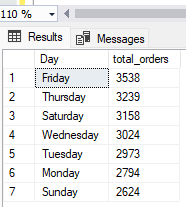 110 %
Results Messages
Day total_orders
1 Friday 3538
2 Thursday 3239
3 Saturday 3158
4 Wednesday 3024
5 Tuesday 2973
6 Monday 2794
7 Sunday 2624